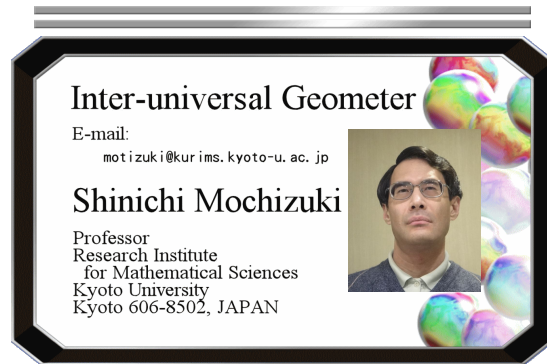 Inter-universal Geometer
E-mail:
motizuki@kurims.kyoto-u.ac.jp
Shinichi Mochizuki
Professor
Research Institute
for Mathematical Sciences
Kyoto University
Kyoto 606-8502, JAPAN